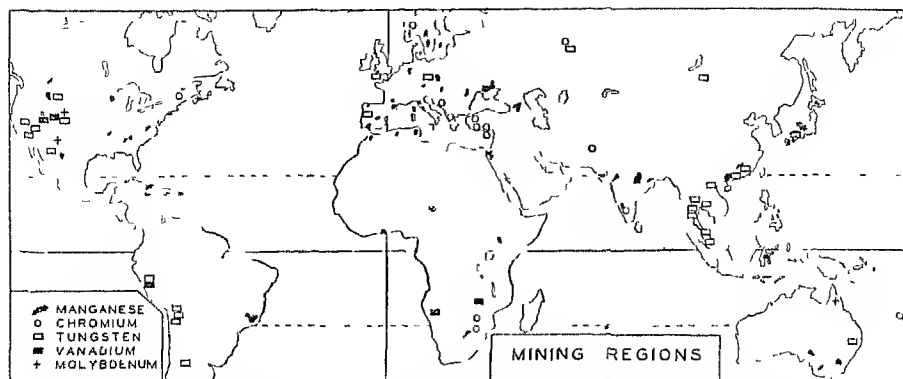 MANGANESE
CHROMIUM
TUNGSTEN
VANADIUM
MOLYBDENUM
MINING REGIONS